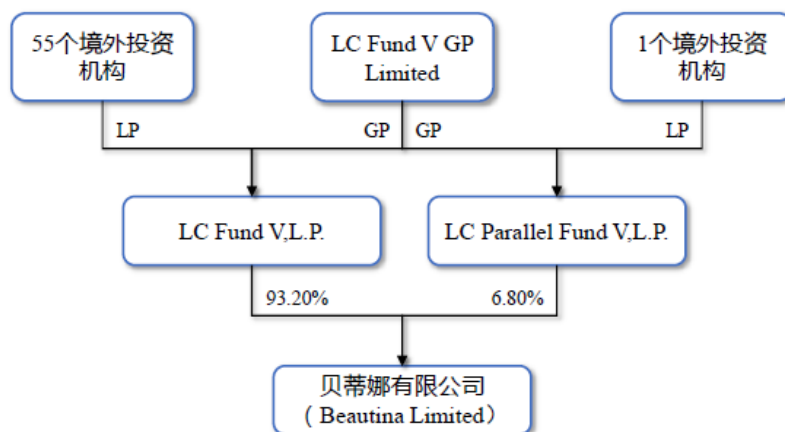 55个境外投资
机构
LC Fund V GP
Limited
1个境外投资
机构
LP
GP
GP
LP
LC Fund V,L.P.
LC Parallel Fund V,L.P.
93.20%
6.80%
贝蒂娜有限公司
( Beautina Limited）